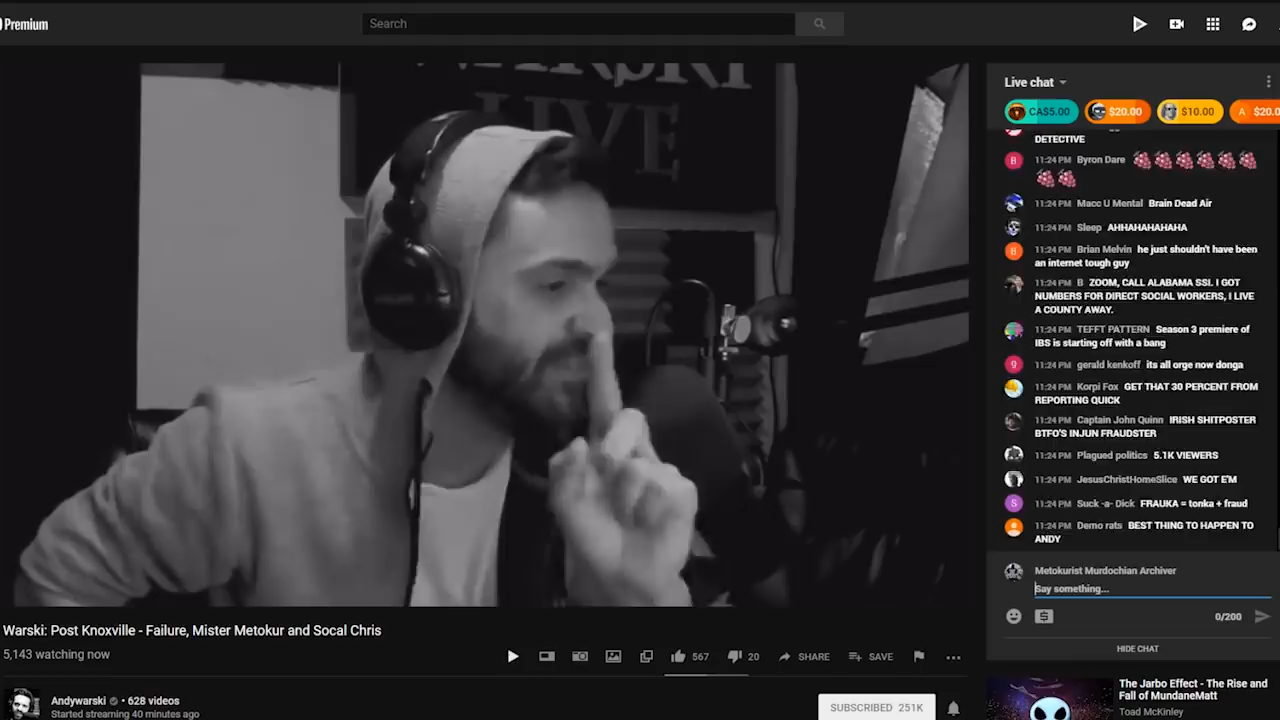 Premium
Search
WARSKI
LIVE
Live chat
CA$5.00
$20.00
$10.00
A $20.0
DETECTIVE
B 11:24 PM Byron Dare
11:24 PM Macc U Mental Brain Dead Air
11:24 PM Sleep AHHAHAHAHAHA
B 11:24 PM Brian Melvin he just shouldn't have been
an internet tough guy
11:24 PM B ZOOM, CALL ALABAMA SSI. I GOT
NUMBERS FOR DIRECT SOCIAL WORKERS, I LIVE
A COUNTY AWAY.
11:24 PM TEFFT PATTERN Season 3 premiere of
IBS is starting off with a bang
9 11:24 PM gerald kenkoff its all orge now donga
11:24 PM Korpi Fox GET THAT 30 PERCENT FROM
REPORTING QUICK
11:24 PM Captain John Quinn IRISH SHITPOSTER
BTFO'S INJUN FRAUDSTER
11:24 PM Plagued politics 5.1K VIEWERS
11:24 PM JesusChristHomeSlice WE GOT E'M
S 11:24 PM Suck -a- Dick FRAUKA = tonka + fraud
11:24 PM Demo rats BEST THING TO HAPPEN TO
ANDY
Metokurist Murdochian Archiver
Say something...
0/200
HIDE CHAT
Warski: Post Knoxville - Failure, Mister Metokur and Socal Chris
5,143 watching now
567
20
SHARE
SAVE
Andywarski • 628 videos
Started streaming 40 minutes ago
SUBSCRIBED 251K
The Jarbo Effect - The Rise and
Fall of MundaneMatt
Toad McKinley